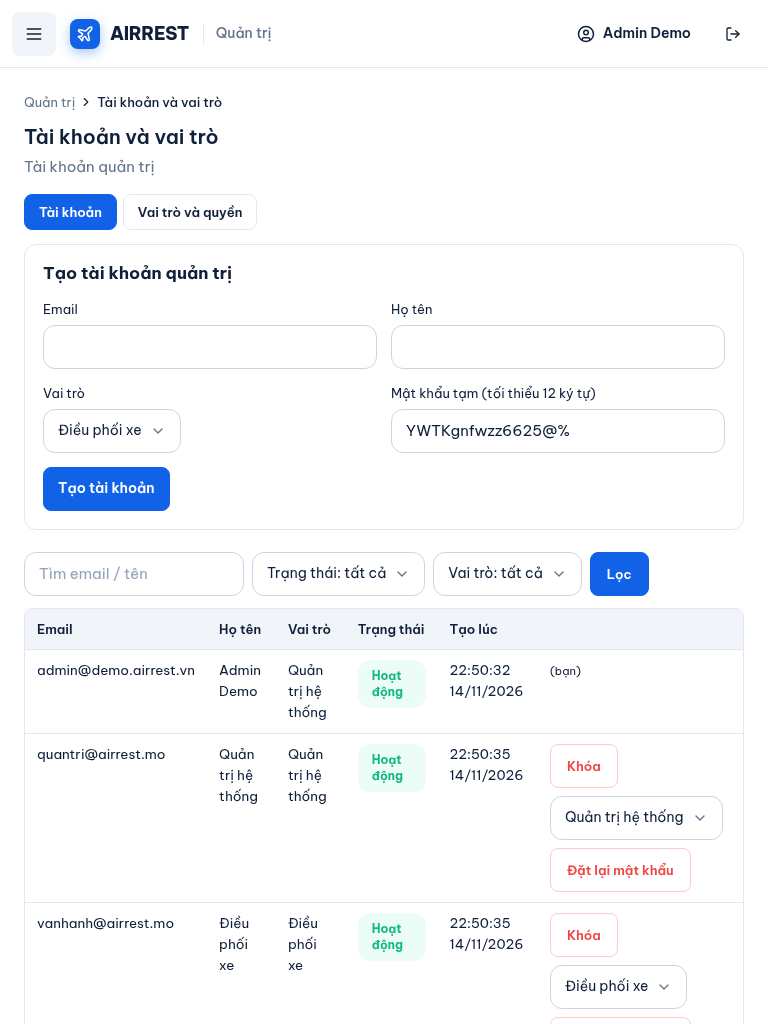 AIRREST
Quản trị
Admin Demo
Quản trị > Tài khoản và vai trò
Tài khoản và vai trò
Tài khoản quản trị
Tài khoản
Vai trò và quyền
Tạo tài khoản quản trị
Email
Họ tên
Vai trò
Mật khẩu tạm (tối thiểu 12 ký tự)
Điều phối xe
YWTKgnfwzz6625@%
Tạo tài khoản
Tìm email / tên
Trạng thái: tất cả
Vai trò: tất cả
Lọc
Email
Họ tên
Vai trò
Trạng thái
Tạo lúc
admin@demo.airrest.vn
Admin
Demo
Quản
trị hệ
thống
Hoạt
động
22:50:32
14/11/2026
(bạn)
quantri@airrest.mo
Quản
trị hệ
thống
Quản
trị hệ
thống
Hoạt
động
22:50:35
14/11/2026
Khóa
Quản trị hệ thống
Đặt lại mật khẩu
vanhanh@airrest.mo
Điều
phối
xe
Điều
phối
xe
Hoạt
động
22:50:35
14/11/2026
Khóa
Điều phối xe